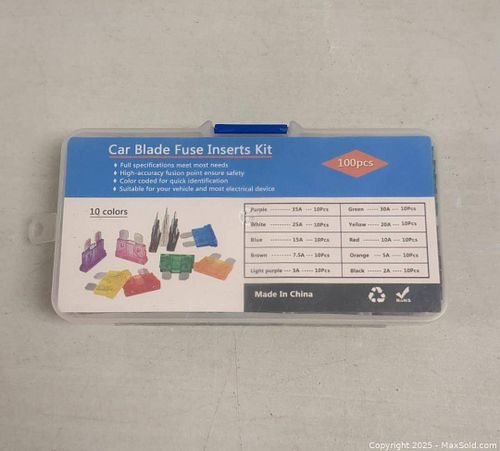 Car Blade Fuse Inserts Kit
♦ Full specifications meet most needs
♦ High-accuracy fusion point ensure safety
♦ Color coded for quick identification
♦ Suitable for your vehicle and most electrical device
100pcs
10 colors
Purple ----- 35A -- 10Pcs Green ---- 30A -- 10Pcs
White ----- 25A -- 10Pcs Yellow ---- 20A -- 10Pcs
Blue ----- 15A -- 10Pcs Red ---- 10A -- 10Pcs
Brown ----- 7.5A --- 10Pcs Orange --- 5A --- 10Pcs
Light purple ---- 3A --- 10Pcs Black ---- 2A --- 10Pcs
Made In China
RoHS
Copyright 2025 - MaxSold.com